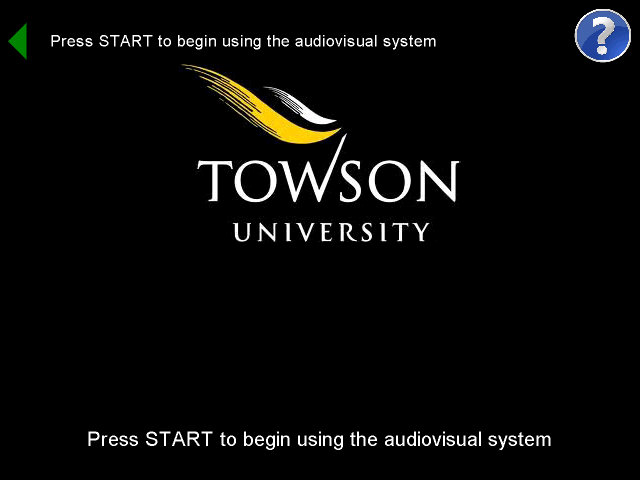 Press START to begin using the audiovisual system
?
TOWSON
UNIVERSITY
Press START to begin using the audiovisual system